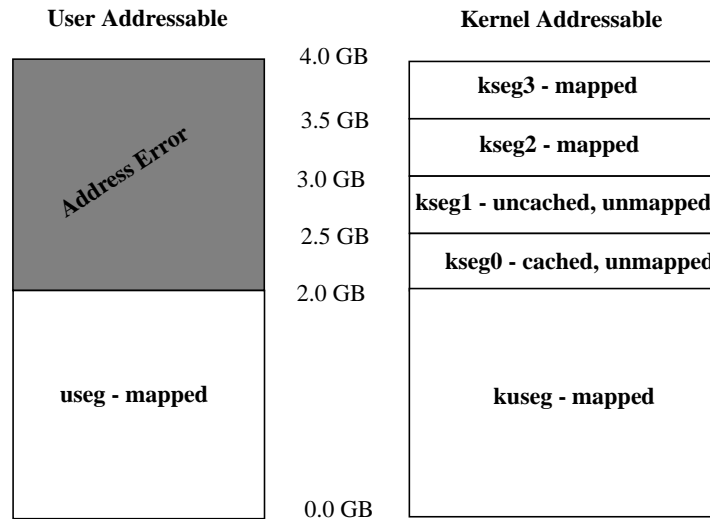 User Addressable
Kernel Addressable
4.0 GB
kseg3 - mapped
3.5 GB
kseg2 - mapped
Address Error
3.0 GB
kseg1 - uncached, unmapped
2.5 GB
kseg0 - cached, unmapped
2.0 GB
useg - mapped
kuseg - mapped
0.0 GB